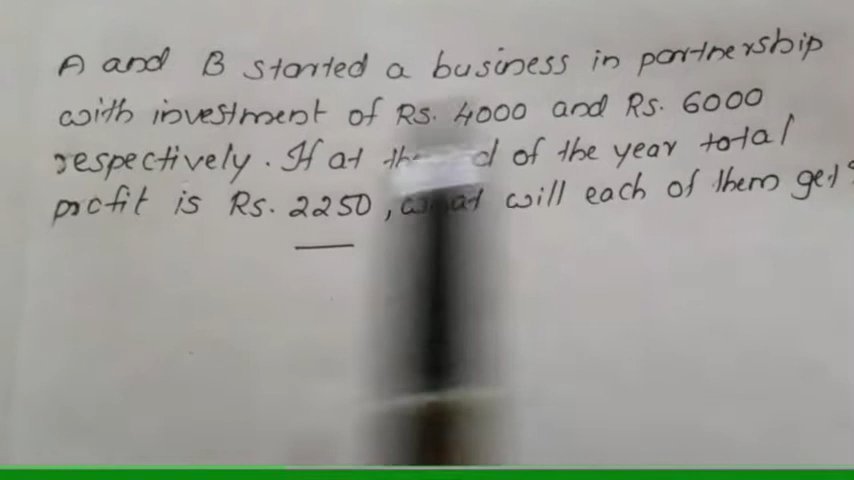 A and B started a business in partnership
with investment of Rs. 4000 and Rs. 6000
respectively. If at of the year total
profit is Rs. 2250, what will each of them get?